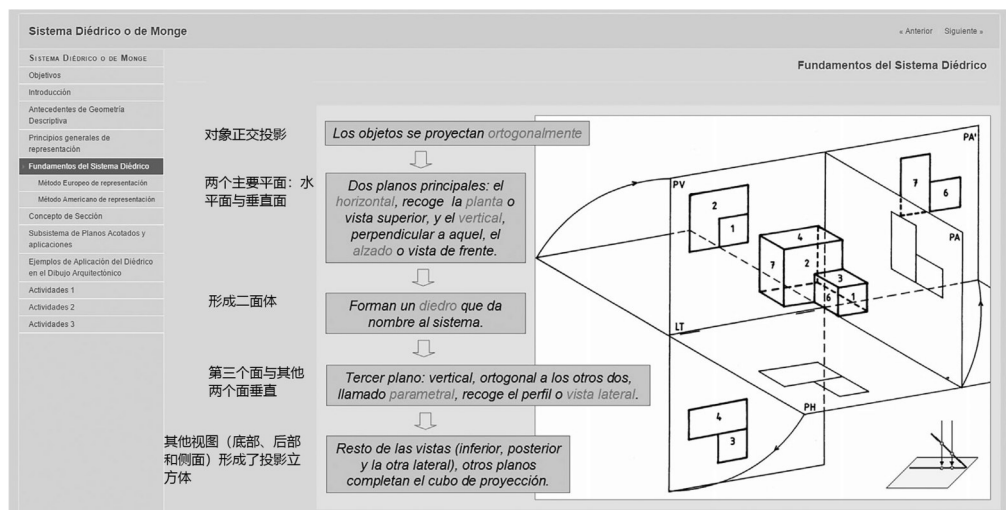 Sistema Diédrico o de Monge
« Anterior Siguiente »
SISTEMA DIÉDRICO O DE MONGE
Objetivos
Introducción
Antecedentes de Geometría
Descriptiva
Principios generales de
representación
Fundamentos del Sistema Diédrico
Método Europeo de representación
Método Americano de representación
Concepto de Sección
Subsistema de Planos Acotados y
aplicaciones
Ejemplos de Aplicación del Diédrico
en el Dibujo Arquitectónico
Actividades 1
Actividades 2
Actividades 3
Fundamentos del Sistema Diédrico
对象正交投影
Los objetos se proyectan ortogonalmente
两个主要平面：水
平面与垂直面
Dos planos principales: el
horizontal, recoge la planta o
vista superior, y el vertical,
perpendicular a aquel, el
alzado o vista de frente.
形成二面体
Forman un diedro que da
nombre al sistema.
第三个面与其他
两个面垂直
Tercer plano: vertical, ortogonal a los otros dos,
llamado parametral, recoge el perfil o vista lateral.
其他视图（底部、后部
和侧面）形成了投影立
方体
Resto de las vistas (inferior, posterior
y la otra lateral), otros planos
completan el cubo de proyección.
PA'
PV
7
6
2
1
PA
4
7
2
3
6
1
LT
PH
4
3